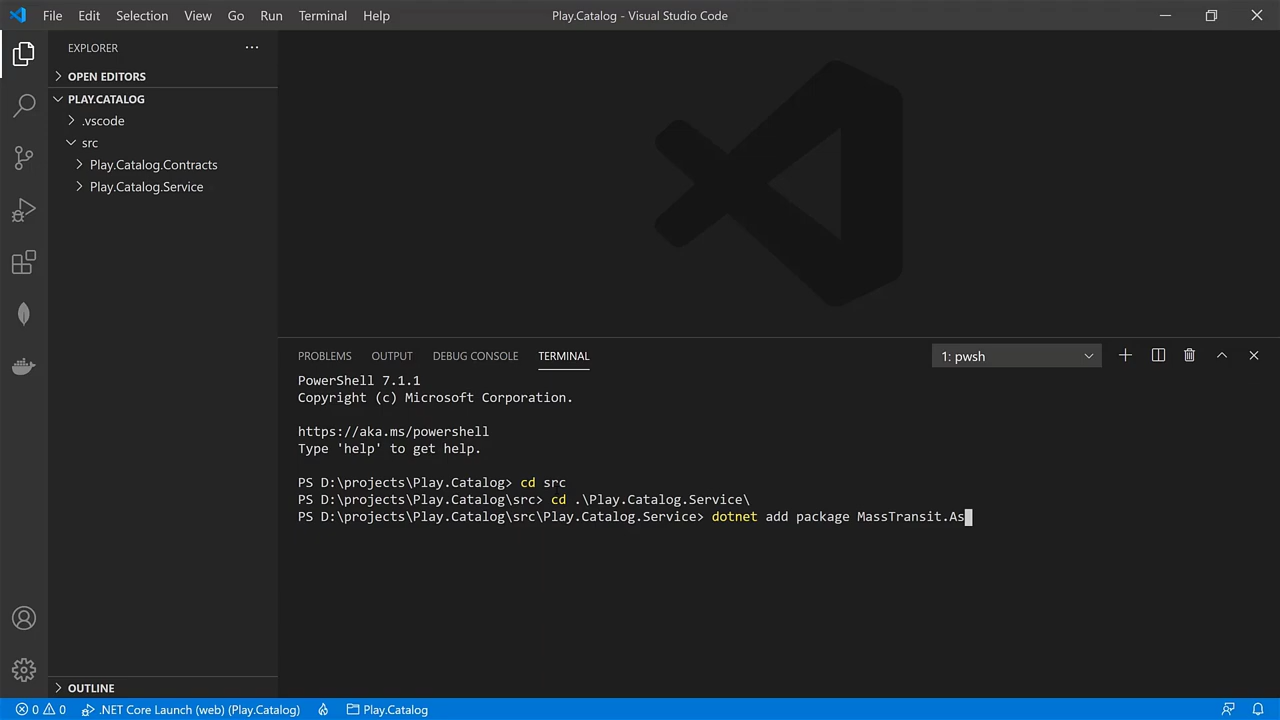 File Edit Selection View Go Run Terminal Help
Play.Catalog - Visual Studio Code
EXPLORER
OPEN EDITORS
PLAY.CATALOG
.vscode
src
Play.Catalog.Contracts
Play.Catalog.Service
OUTLINE
PROBLEMS OUTPUT DEBUG CONSOLE TERMINAL
1: pwsh
PowerShell 7.1.1
Copyright (c) Microsoft Corporation.
https://aka.ms/powershell
Type 'help' to get help.
PS D:\projects\Play.Catalog> cd src
PS D:\projects\Play.Catalog\src> cd .\Play.Catalog.Service\
PS D:\projects\Play.Catalog\src\Play.Catalog.Service> dotnet add package MassTransit.As
0 0 .NET Core Launch (web) (Play.Catalog) Play.Catalog